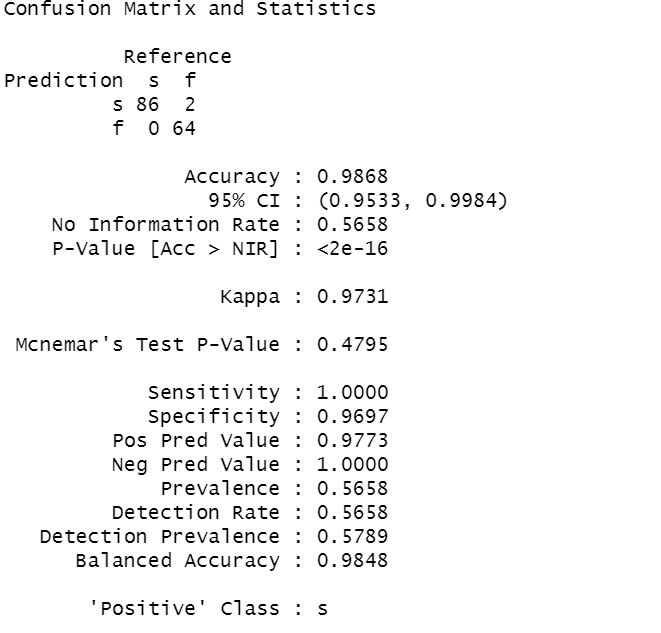 Confusion Matrix and Statistics
Reference
Prediction s f
s 86 2
f 0 64
Accuracy : 0.9868
95% CI : (0.9533, 0.9984)
No Information Rate : 0.5658
P-Value [Acc > NIR] : <2e-16
Kappa : 0.9731
Mcnemar's Test P-Value : 0.4795
Sensitivity : 1.0000
Specificity : 0.9697
Pos Pred Value : 0.9773
Neg Pred Value : 1.0000
Prevalence : 0.5658
Detection Rate : 0.5658
Detection Prevalence : 0.5789
Balanced Accuracy : 0.9848
'Positive' Class : s